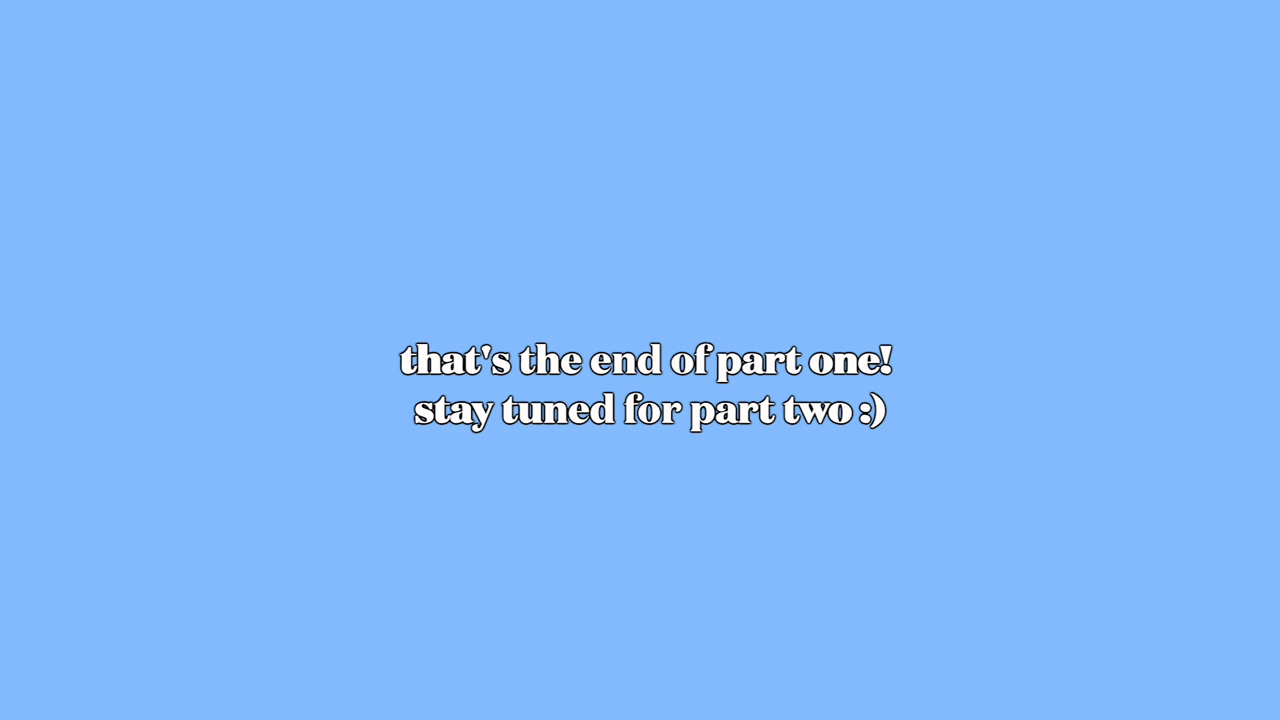 that's the end of part one!
stay tuned for part two :)